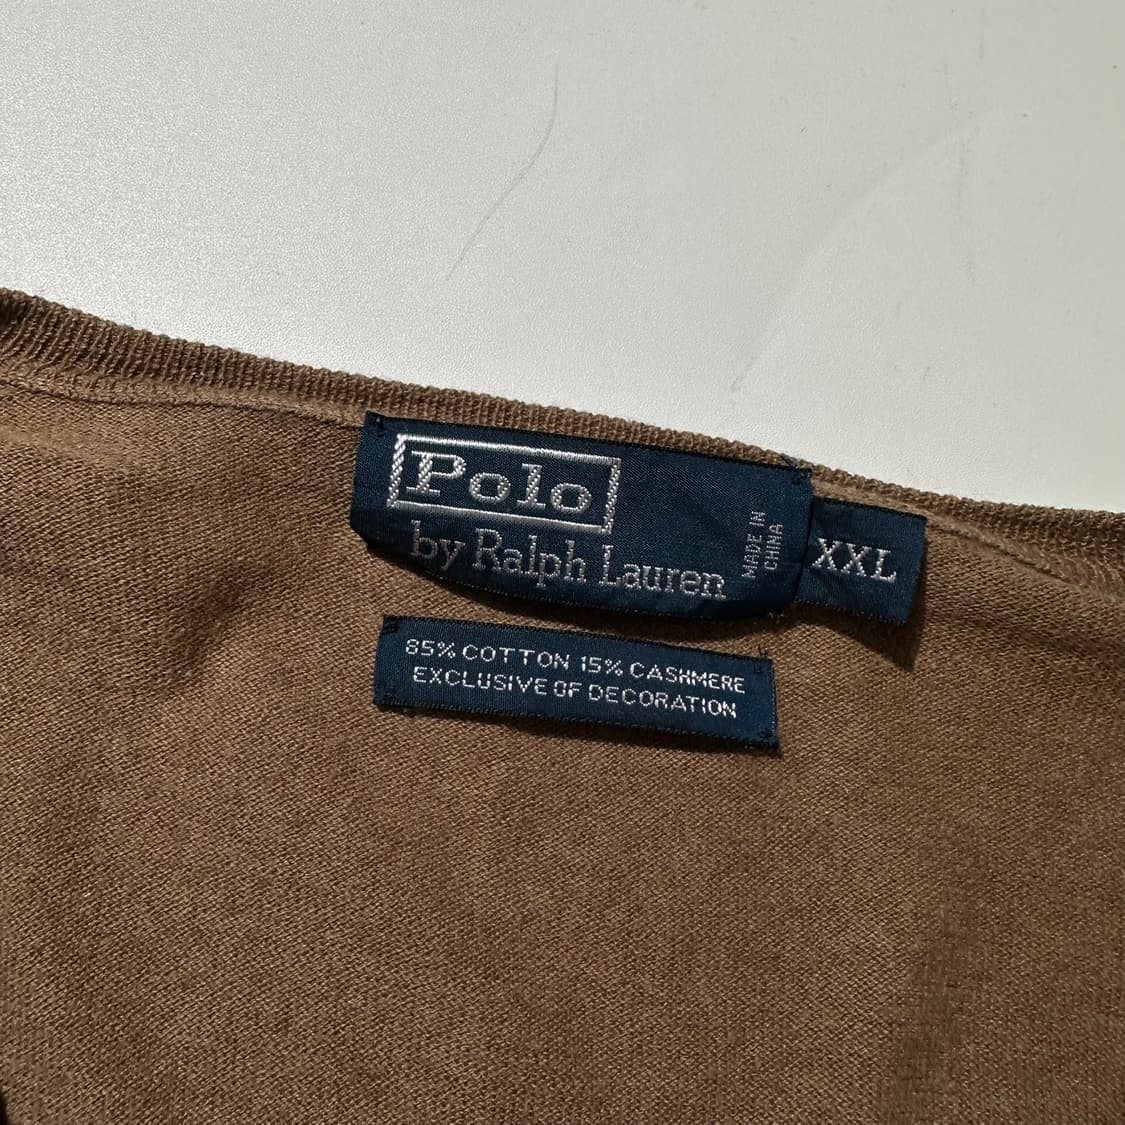 Polo
by Ralph Lauren
MADE IN
CHINA
XXL
85% COTTON 15% CASHMERE
EXCLUSIVE OF DECORATION